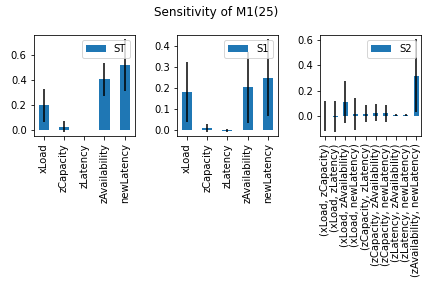 Sensitivity of M1(25)
ST
0.6
0.4
0.2
0.0
xLoad
zCapacity
zLatency
zAvailability
newLatency
S1
0.4
0.3
0.2
0.1
0.0
xLoad
zCapacity
zLatency
zAvailability
newLatency
S2
0.6
0.4
0.2
0.0
(xLoad, zCapacity)
(xLoad, zLatency)
(xLoad, zAvailability)
(xLoad, newLatency)
(zCapacity, zLatency)
(zCapacity, zAvailability)
(zCapacity, newLatency)
(zLatency, zAvailability)
(zLatency, newLatency)
(zAvailability, newLatency)